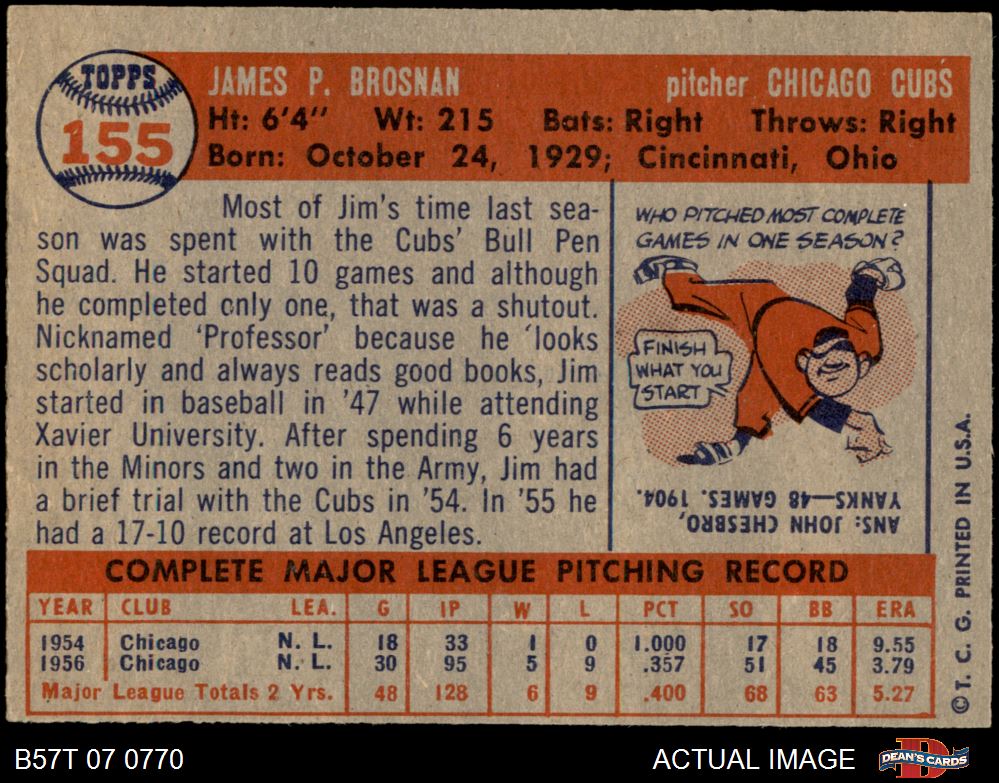 TOPPS
155
JAMES P. BROSNAN pitcher CHICAGO CUBS
Ht: 6'4" Wt: 215 Bats: Right Throws: Right
Born: October 24, 1929; Cincinnati, Ohio
Most of Jim's time last sea-
son was spent with the Cubs' Bull Pen
Squad. He started 10 games and although
he completed only one, that was a shutout.
Nicknamed 'Professor' because he 'looks
scholarly and always reads good books, Jim
started in baseball in '47 while attending
Xavier University. After spending 6 years
in the Minors and two in the Army, Jim had
a brief trial with the Cubs in '54. In '55 he
had a 17-10 record at Los Angeles.
WHO PITCHED MOST COMPLETE
GAMES IN ONE SEASON?
FINISH
WHAT YOU
START
ANS: JOHN CHESBRO,
YANKS—48 GAMES. 1904.
© T. C. G. PRINTED IN U.S.A.
COMPLETE MAJOR LEAGUE PITCHING RECORD
YEAR CLUB LEA. G IP W L PCT SO BB ERA
1954 Chicago N. L. 18 33 1 0 1.000 17 18 9.55
1956 Chicago N. L. 30 95 5 9 .357 51 45 3.79
Major League Totals 2 Yrs. 48 128 6 9 .400 68 63 5.27
B57T 07 0770 ACTUAL IMAGE DEAN'S CARDS